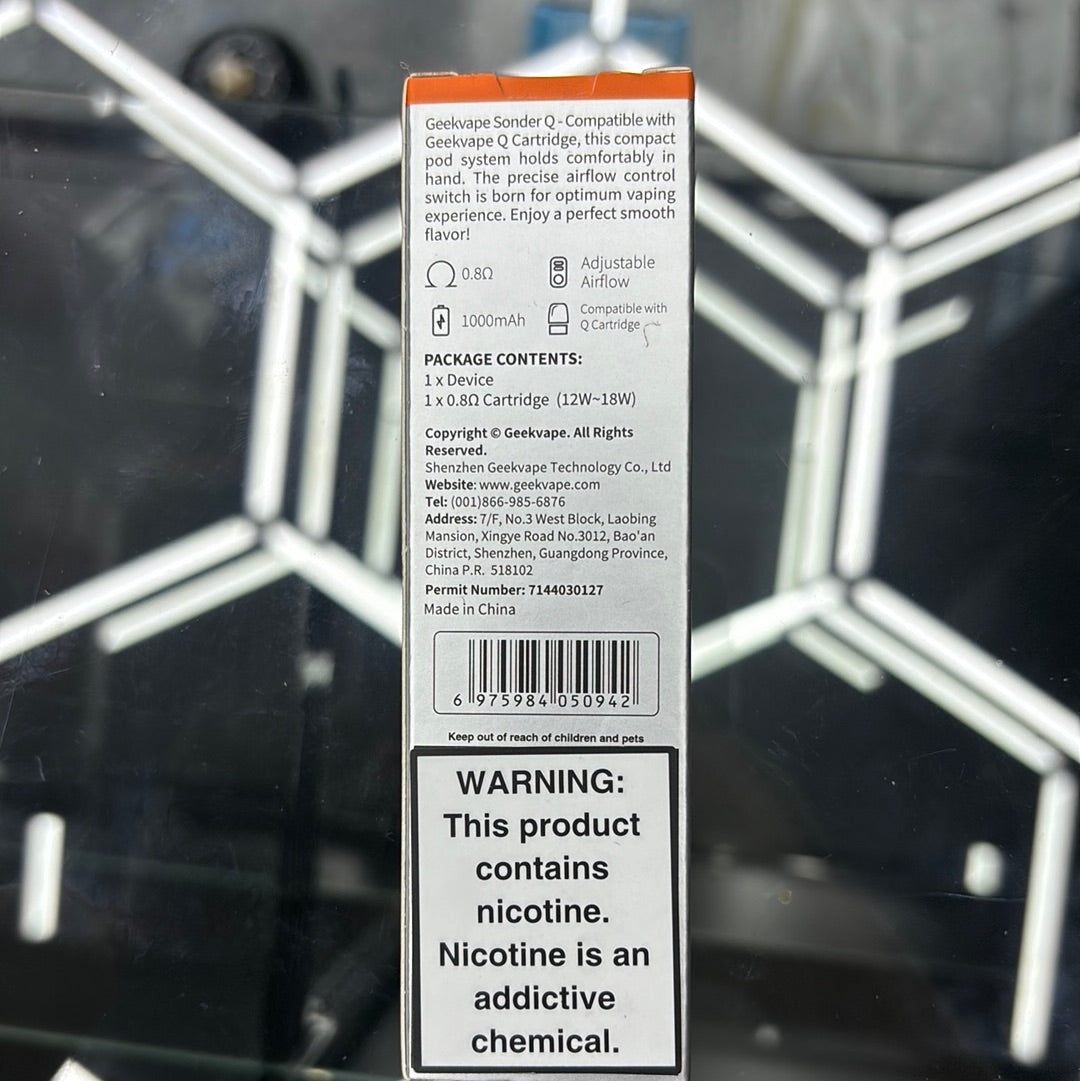 Geekvape Sonder Q - Compatible with
Geekvape Q Cartridge, this compact
pod system holds comfortably in
hand. The precise airflow control
switch is born for optimum vaping
experience. Enjoy a perfect smooth
flavor!
0.8Ω
Adjustable
Airflow
1000mAh
Compatible with
Q Cartridge
PACKAGE CONTENTS:
1 x Device
1 x 0.8Ω Cartridge (12W~18W)
Copyright © Geekvape. All Rights
Reserved.
Shenzhen Geekvape Technology Co., Ltd
Website: www.geekvape.com
Tel: (001)866-985-6876
Address: 7/F, No.3 West Block, Laobing
Mansion, Xingye Road No.3012, Bao'an
District, Shenzhen, Guangdong Province,
China P.R. 518102
Permit Number: 7144030127
Made in China
6 975984 050942
Keep out of reach of children and pets
WARNING:
This product
contains
nicotine.
Nicotine is an
addictive
chemical.